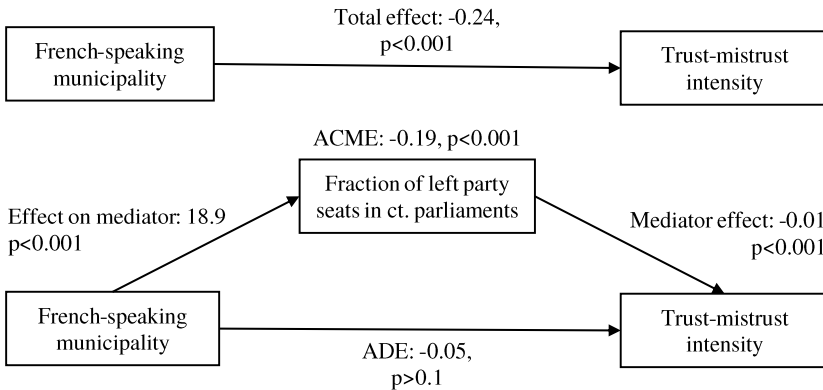 Total effect: -0.24,
p<0.001
French-speaking
municipality
Trust-mistrust
intensity
ACME: -0.19, p<0.001
Fraction of left party
seats in ct. parliaments
Effect on mediator: 18.9
p<0.001
Mediator effect: -0.01
p<0.001
French-speaking
municipality
Trust-mistrust
intensity
ADE: -0.05,
p>0.1